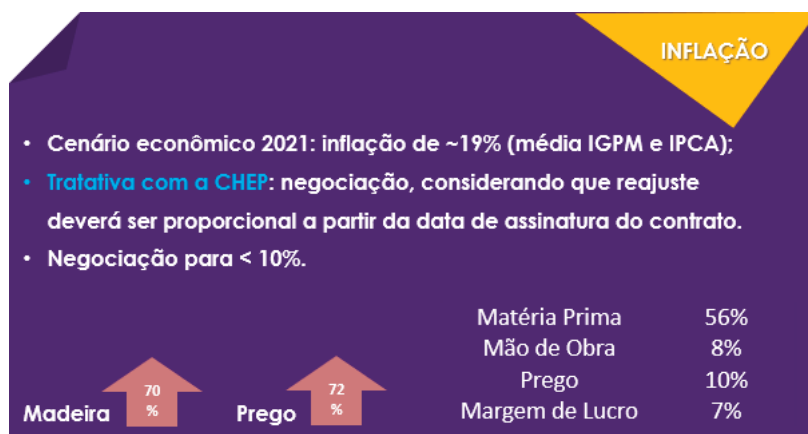 INFLAÇÃO
• Cenário econômico 2021: inflação de ~19% (média IGPM e IPCA);
• Tratativa com a CHEP: negociação, considerando que reajuste
deverá ser proporcional a partir da data de assinatura do contrato.
• Negociação para < 10%.
Matéria Prima 56%
Mão de Obra 8%
Prego 10%
Margem de Lucro 7%
Madeira 70
%
Prego 72
%